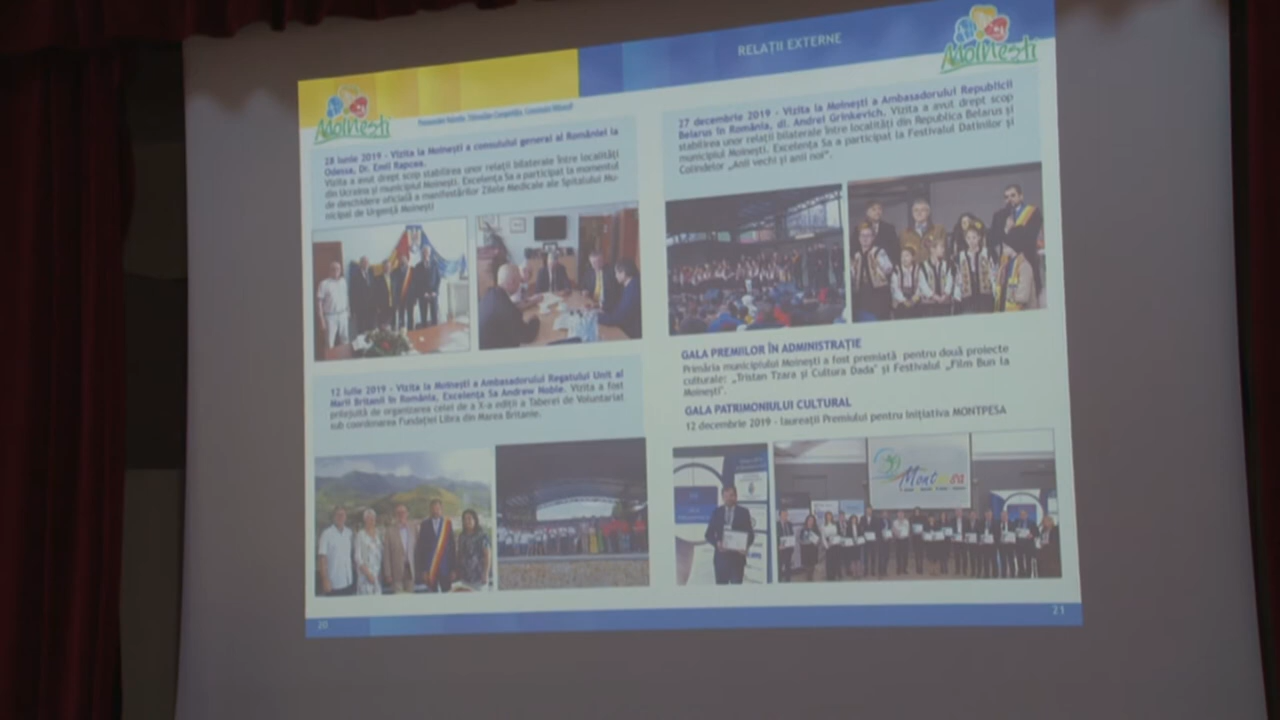 RELAȚII EXTERNE
Moinești
Moinești
28 iunie 2019 - Vizita la Moinești a consulului general al României la
Odessa, Dr. Emil Rapcea.
Vizita a avut drept scop stabilirea unor relații bilaterale între localități
din Ucraina și municipiul Moinești. Excelența Sa a participat la momentul
de deschidere oficială a manifestărilor Zilele Medicale ale Spitalului Mu-
nicipal de Urgență Moinești
12 iulie 2019 - Vizita la Moinești a Ambasadorului Regatului Unit al
Marii Britanii în România, Excelența Sa Andrew Noble. Vizita a fost
prilejuită de organizarea celei de a X-a ediții a Taberei de Voluntariat
sub coordonarea Fundației Libra din Marea Britanie.
20
27 decembrie 2019 - Vizita la Moinești a Ambasadorului Republicii
Belarus în România, dl. Andrei Grinkevich. Vizita a avut drept scop
stabilirea unor relații bilaterale între localități din Republica Belarus și
municipiul Moinești. Excelența Sa a participat la Festivalul Datinilor și
Colindelor „Anii vechi și anii noi”.
GALA PREMIILOR ÎN ADMINISTRAȚIE
Primăria municipiului Moinești a fost premiată pentru două proiecte
culturale: „Tristan Tzara și Cultura Dada" și Festivalul „Film Bun la
Moinești".
GALA PATRIMONIULUI CULTURAL
12 decembrie 2019 - laureații Premiului pentru Inițiativa MONTPESA
21